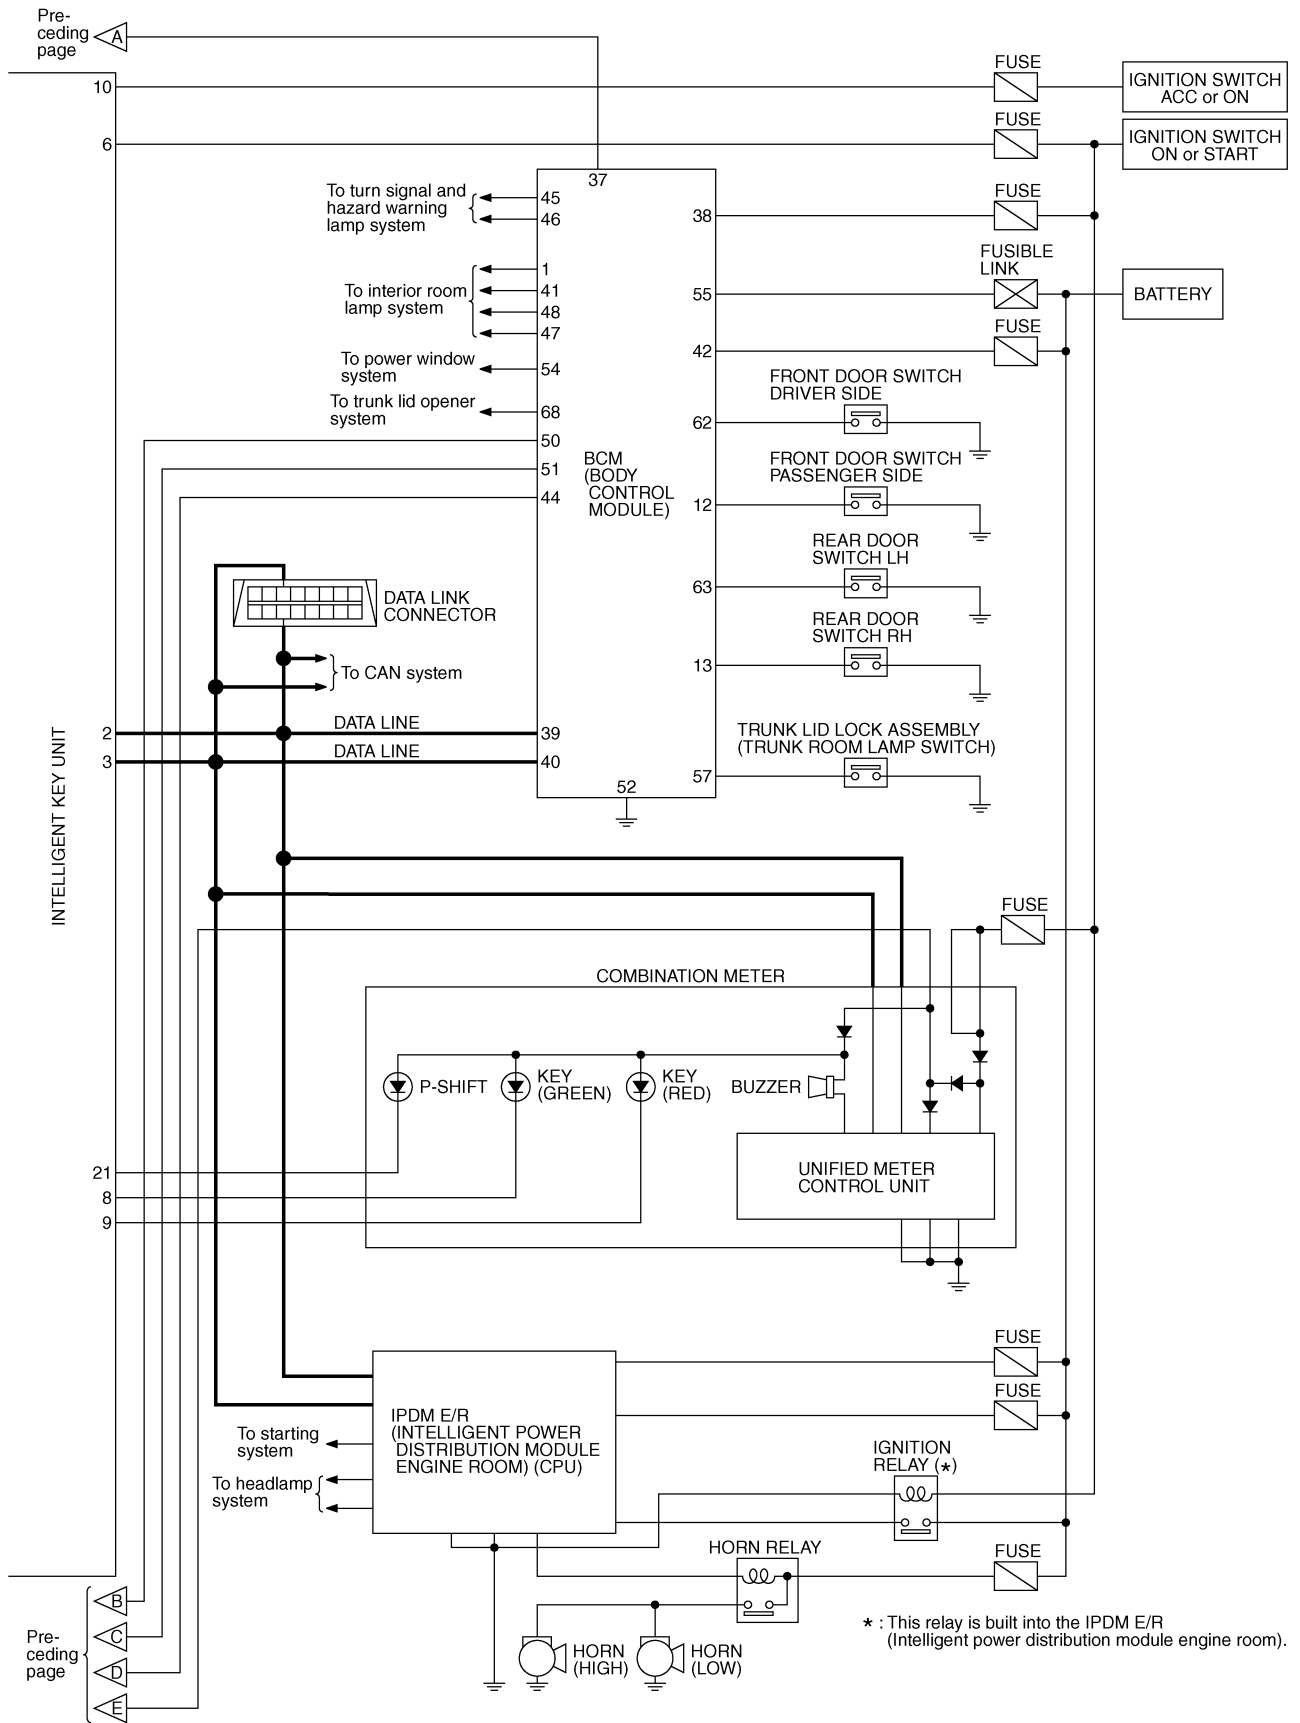 Pre-
ceding
page
A
10
FUSE
IGNITION SWITCH
ACC or ON
6
FUSE
IGNITION SWITCH
ON or START
37
To turn signal and
hazard warning
lamp system
45
46
38
FUSE
To interior room
lamp system
1
41
48
47
55
FUSIBLE
LINK
BATTERY
42
FUSE
To power window
system
54
To trunk lid opener
system
68
50
51
44
BCM
(BODY
CONTROL
MODULE)
62
FRONT DOOR SWITCH
DRIVER SIDE
12
FRONT DOOR SWITCH
PASSENGER SIDE
63
REAR DOOR
SWITCH LH
13
REAR DOOR
SWITCH RH
57
TRUNK LID LOCK ASSEMBLY
(TRUNK ROOM LAMP SWITCH)
DATA LINK
CONNECTOR
To CAN system
2
DATA LINE
39
3
DATA LINE
40
52
INTELLIGENT KEY UNIT
FUSE
COMBINATION METER
P-SHIFT
KEY
(GREEN)
KEY
(RED)
BUZZER
UNIFIED METER
CONTROL UNIT
21
8
9
FUSE
FUSE
IPDM E/R
(INTELLIGENT POWER
DISTRIBUTION MODULE
ENGINE ROOM) (CPU)
To starting
system
To headlamp
system
IGNITION
RELAY (*)
HORN RELAY
FUSE
HORN
(HIGH)
HORN
(LOW)
* : This relay is built into the IPDM E/R
(Intelligent power distribution module engine room).
Pre-
ceding
page
B
C
D
E